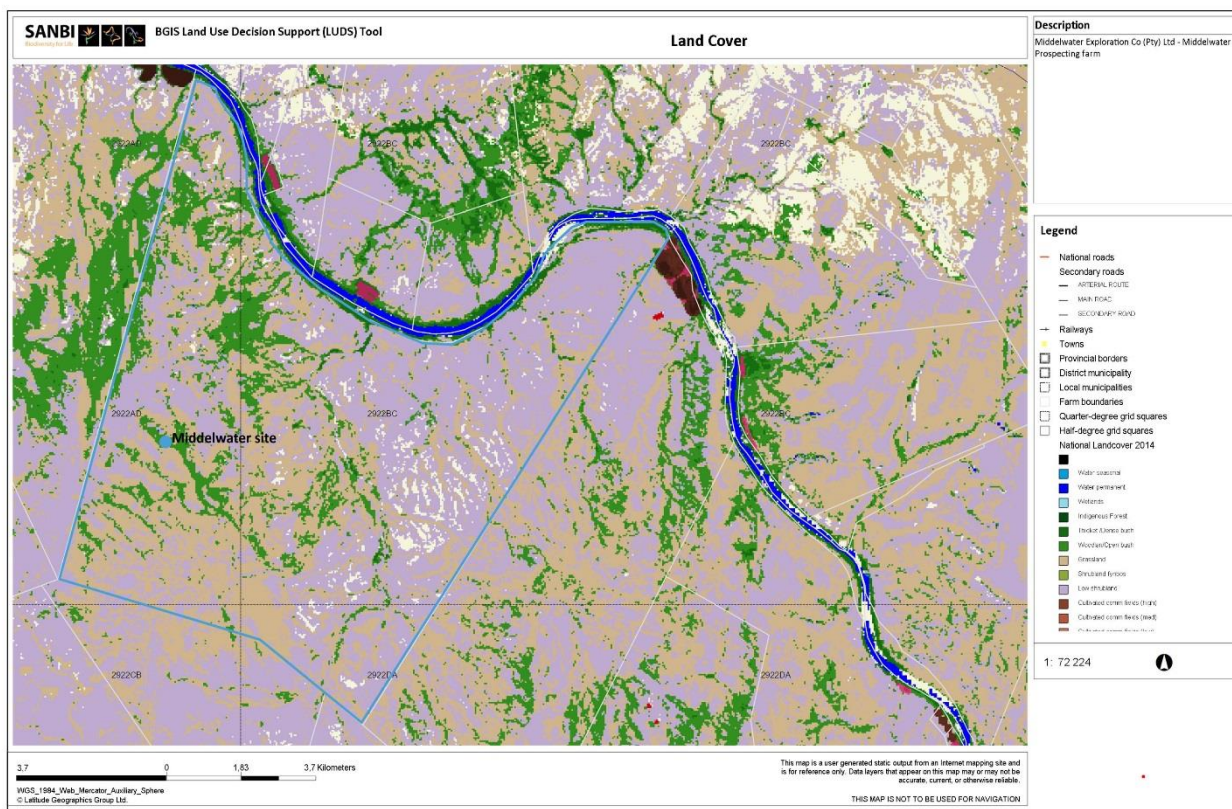 SANBI
Biodiversity for Life
BGIS Land Use Decision Support (LUDS) Tool
Land Cover
Description
Middelwater Exploration Co (Pty) Ltd - Middelwater
Prospecting farm
2922AD
2922BC
2922BC
2922AD
Middelwater site
2922BC
2922BC
2922CB
2922DA
2922DA
Legend
National roads
Secondary roads
ARTERIAL ROUTE
MAIN ROAD
SECONDARY ROAD
Railways
Towns
Provincial borders
District municipality
Local municipalities
Farm boundaries
Quarter-degree grid squares
Half-degree grid squares
National Landcover 2014
Water seasonal
Water permanent
Wetlands
Indigenous Forest
Thicket /Dense bush
Woodlan/Open bush
Grassland
Shrubland fynbos
Low shrubland
Cultivated comm fields (high)
Cultivated comm fields (med)
1: 72 224
3,7
0
1,83
3,7 Kilometers
WGS_1984_Web_Mercator_Auxiliary_Sphere
© Latitude Geographics Group Ltd.
This map is a user generated static output from an Internet mapping site and
is for reference only. Data layers that appear on this map may or may not be
accurate, current, or otherwise reliable.
THIS MAP IS NOT TO BE USED FOR NAVIGATION